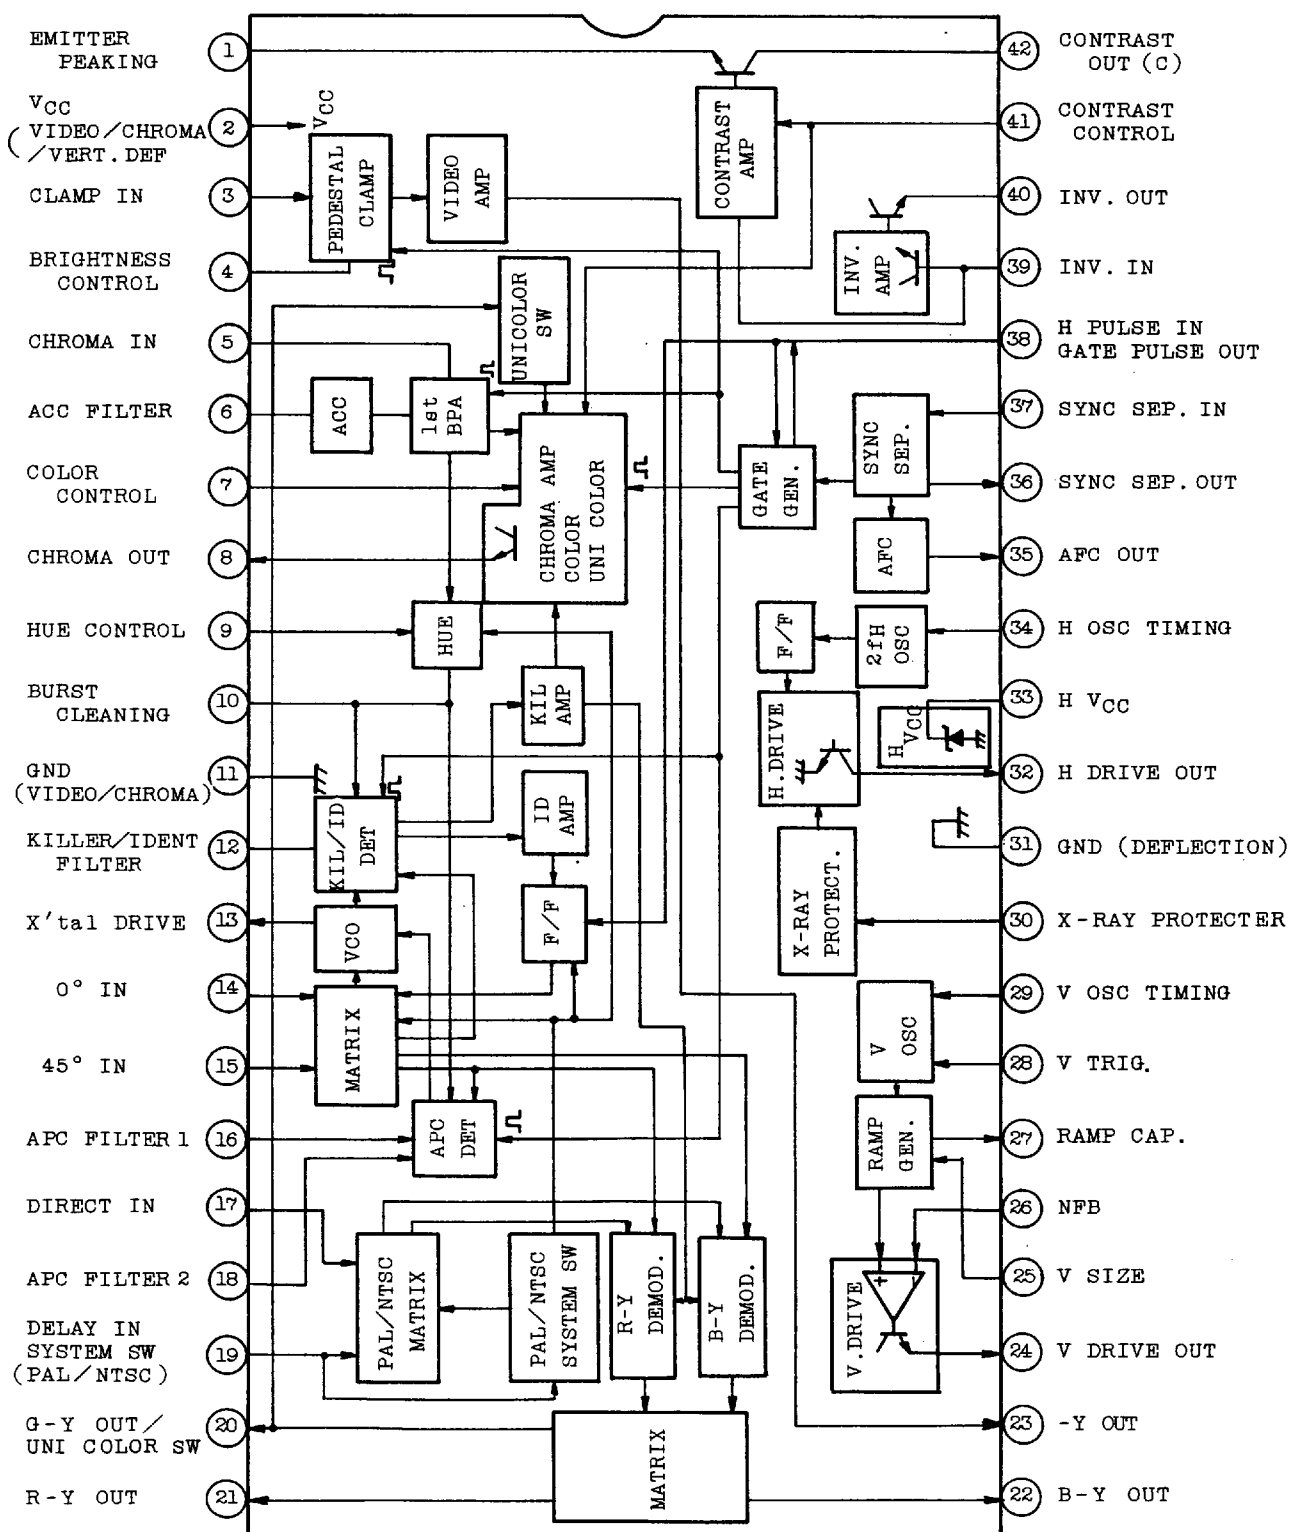 EMITTER
PEAKING
1
VCC
VIDEO/CHROMA
/VERT.DEF
2
CLAMP IN
3
BRIGHTNESS
CONTROL
4
CHROMA IN
5
ACC FILTER
6
COLOR
CONTROL
7
CHROMA OUT
8
HUE CONTROL
9
BURST
CLEANING
10
GND
(VIDEO/CHROMA)
11
KILLER/IDENT
FILTER
12
X'tal DRIVE
13
0° IN
14
45° IN
15
APC FILTER 1
16
DIRECT IN
17
APC FILTER 2
18
DELAY IN
SYSTEM SW
(PAL/NTSC)
19
G-Y OUT/
UNI COLOR SW
20
R-Y OUT
21
VCC
PEDESTAL
CLAMP
VIDEO
AMP
CONTRAST
AMP
INV.
AMP
UNICOLOR
SW
ACC
1st
BPA
CHROMA AMP
COLOR
UNI COLOR
GATE
GEN.
SYNC
SEP.
AFC
HUE
F/F
2fH
OSC
KIL
AMP
H.DRIVE
H VCC
KIL/ID
DET
ID
AMP
VCO
F/F
X-RAY
PROTECT.
MATRIX
V
OSC
APC
DET
RAMP
GEN.
PAL/NTSC
MATRIX
PAL/NTSC
SYSTEM SW
R-Y
DEMOD.
B-Y
DEMOD.
V.DRIVE
+
-
MATRIX
42
CONTRAST
OUT (C)
41
CONTRAST
CONTROL
40
INV. OUT
39
INV. IN
38
H PULSE IN
GATE PULSE OUT
37
SYNC SEP. IN
36
SYNC SEP. OUT
35
AFC OUT
34
H OSC TIMING
33
H VCC
32
H DRIVE OUT
31
GND (DEFLECTION)
30
X-RAY PROTECTER
29
V OSC TIMING
28
V TRIG.
27
RAMP CAP.
26
NFB
25
V SIZE
24
V DRIVE OUT
23
-Y OUT
22
B-Y OUT